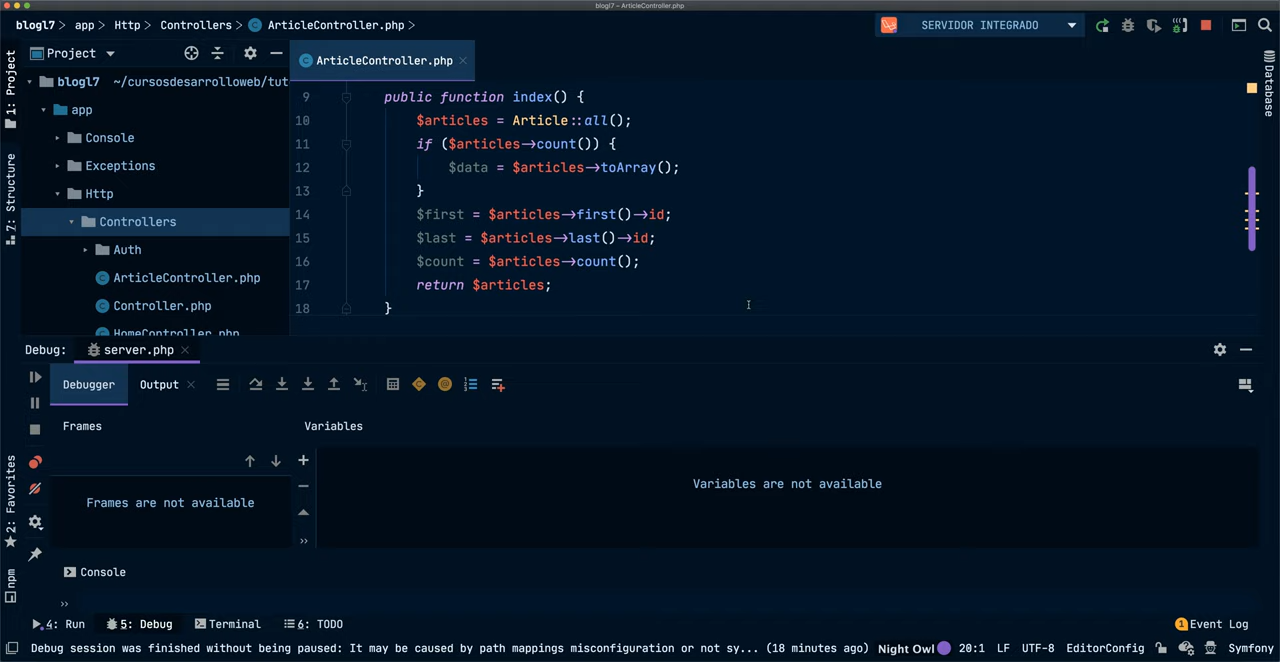 blogl7 – ArticleController.php
blogl7 > app > Http > Controllers > ArticleController.php >
SERVIDOR INTEGRADO
1: Project
7: Structure
2: Favorites
npm
Database
Project
blogl7 ~/cursosdesarrolloweb/tut
app
Console
Exceptions
Http
Controllers
Auth
ArticleController.php
Controller.php
HomeController.php
ArticleController.php
9 public function index() {
10 $articles = Article::all();
11 if ($articles->count()) {
12 $data = $articles->toArray();
13 }
14 $first = $articles->first()->id;
15 $last = $articles->last()->id;
16 $count = $articles->count();
17 return $articles;
18 }
Debug: server.php
Debugger Output
Frames
Variables
Frames are not available
Variables are not available
Console
»
»
4: Run 5: Debug Terminal 6: TODO
1 Event Log
Debug session was finished without being paused: It may be caused by path mappings misconfiguration or not sy... (18 minutes ago) Night Owl 20:1 LF UTF-8 EditorConfig Symfony